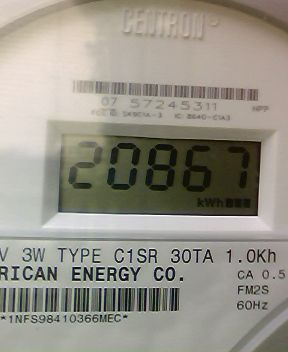 CENTRON®
07 57245311 HPP
20867
kWh
V 3W TYPE C1SR 30TA 1.0Kh
RICAN ENERGY CO. CA 0.5
FM2S
60Hz
*1NFS98410366MEC*